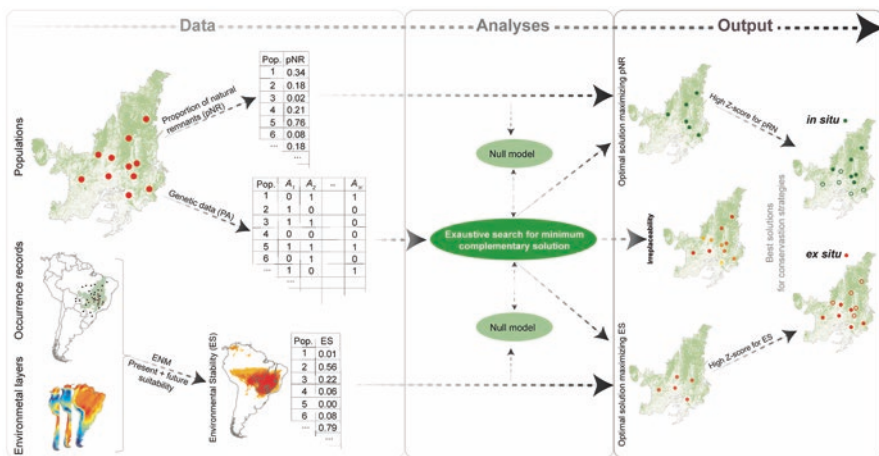 Data
Analyses
Output
Populations
Proportion of natural
remnants (pNR)
Pop. pNR
1 0.34
2 0.18
3 0.02
4 0.21
5 0.76
6 0.08
... 0.18
...
Genetic data (PA)
Pop. A1 A2 .. An
1 0 1 1
2 1 0 0
3 1 1 0
4 0 0 0
5 1 1 1
6 0 1 0
... 1 0 1
...
Occurrence records
Environmetal layers
ENM
Present + future
suitability
Environmental Stability (ES)
Pop. ES
1 0.01
2 0.56
3 0.22
4 0.06
5 0.00
6 0.08
... 0.79
...
Null model
Exaustive search for minimum
complementary solution
Null model
Optimal solution maximizing pNR
Irreplaceability
Optimal solution maximizing ES
High Z-score for pRN
High Z-score for ES
in situ
Best solutions
for conservastion strategies
ex situ